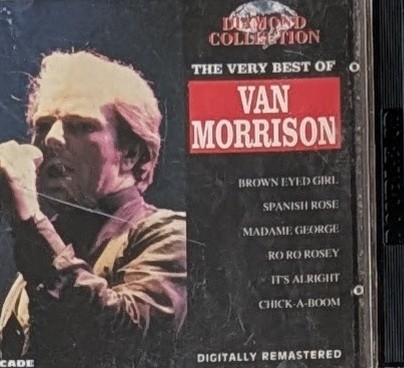 DIAMOND
COLLECTION
THE VERY BEST OF
VAN
MORRISON
BROWN EYED GIRL
SPANISH ROSE
MADAME GEORGE
RO RO ROSEY
IT'S ALRIGHT
CHICK-A-BOOM
DIGITALLY REMASTERED
CADE